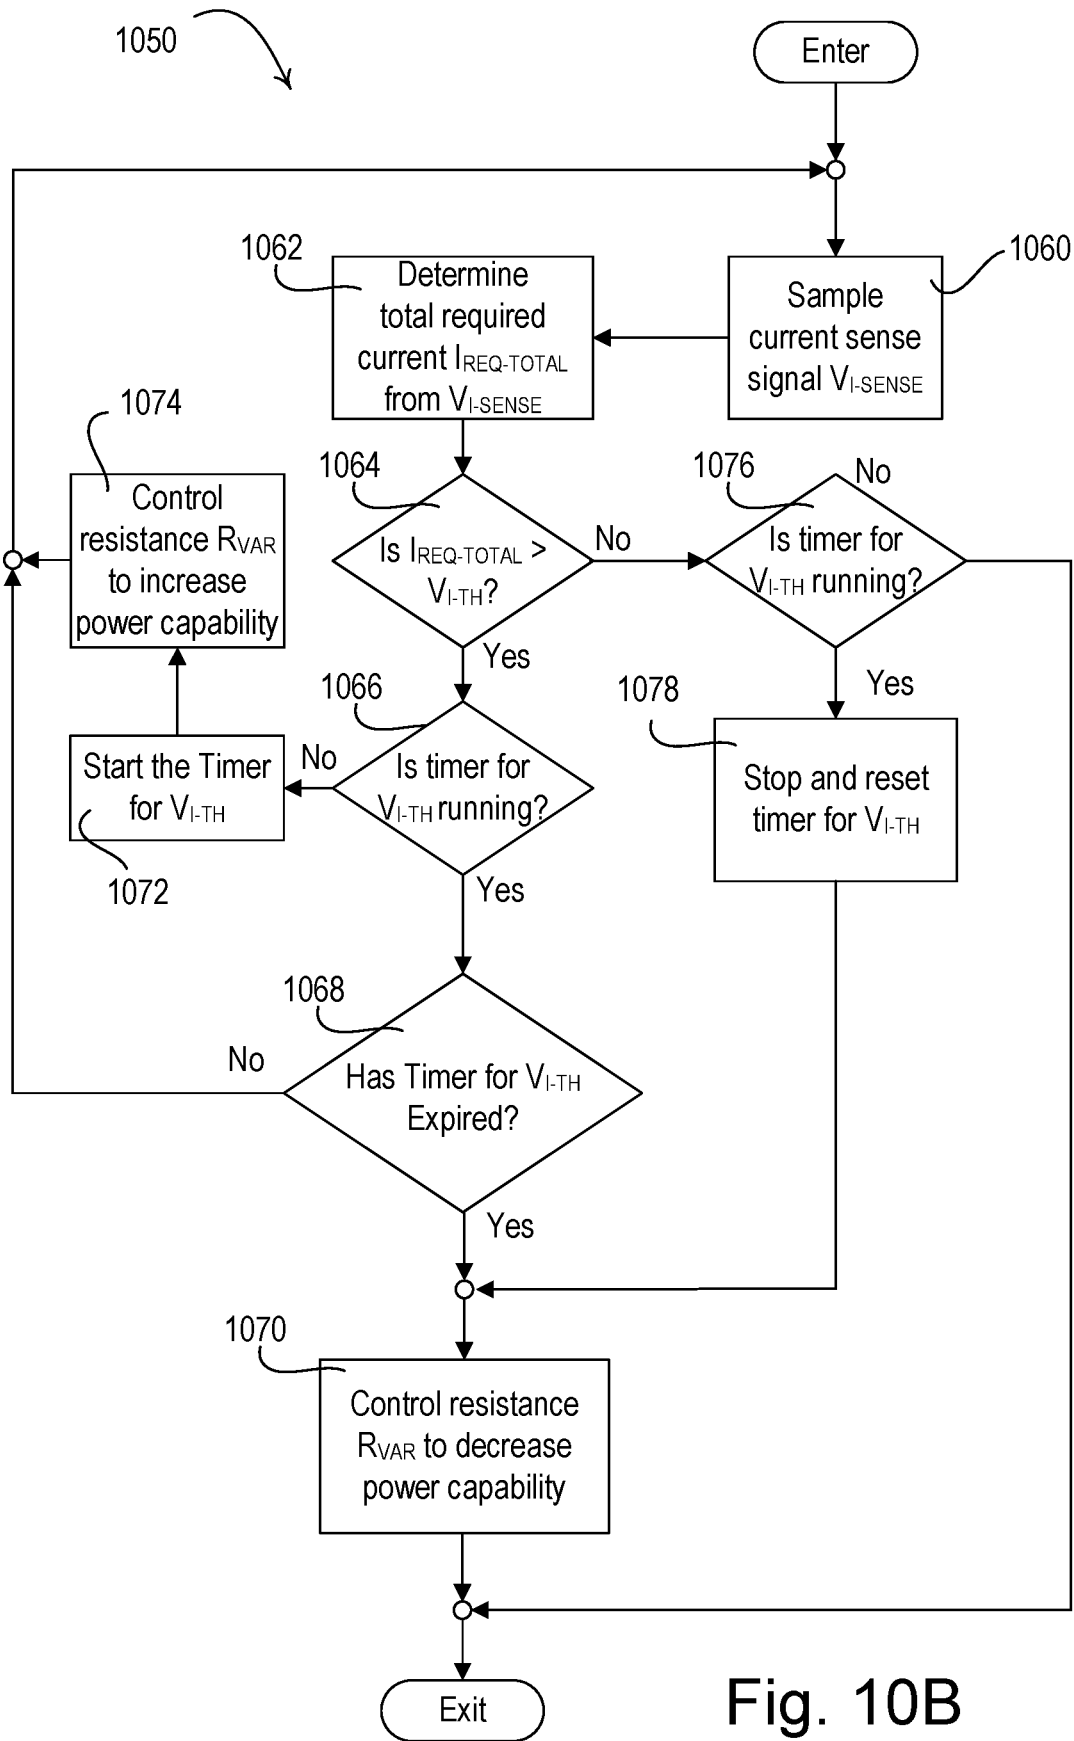 1050
Enter
1062
Determine
total required
current IREQ-TOTAL
from VI-SENSE
1060
Sample
current sense
signal VI-SENSE
1074
Control
resistance RVAR
to increase
power capability
1064
Is IREQ-TOTAL >
VI-TH?
No
Yes
1076
No
Is timer for
VI-TH running?
Yes
1066
Is timer for
VI-TH running?
No
Yes
1078
Stop and reset
timer for VI-TH
Start the Timer
for VI-TH
1072
1068
No
Has Timer for VI-TH
Expired?
Yes
1070
Control resistance
RVAR to decrease
power capability
Exit
Fig. 10B